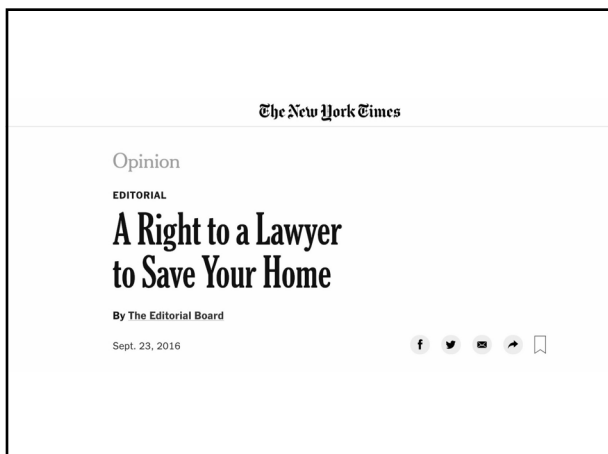 The New York Times
Opinion
EDITORIAL
A Right to a Lawyer
to Save Your Home
By The Editorial Board
Sept. 23, 2016